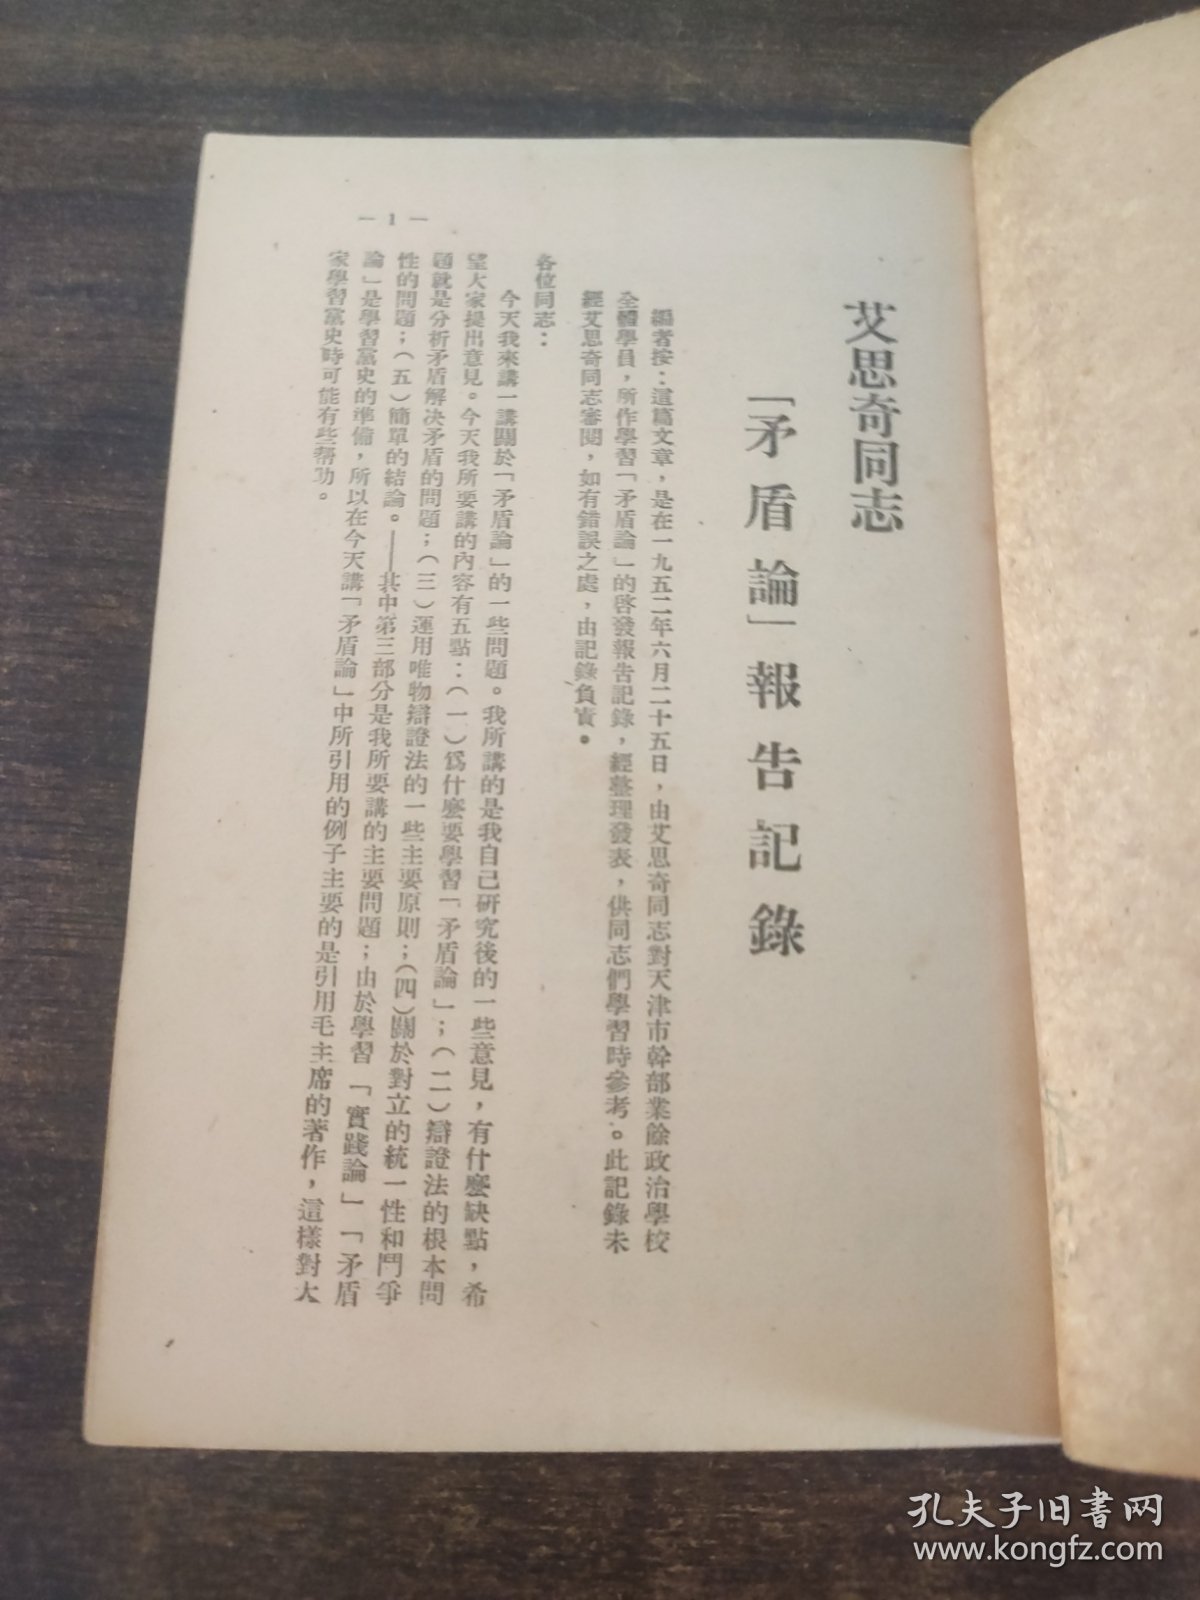 艾思奇同志
「矛盾論」報告記錄
編者按：這篇文章，是在一九五二年六月二十五日，由艾思奇同志對天津市幹部業餘政治學校
全體學員，所作學習「矛盾論」的啓發報告記錄，經整理發表，供同志們學習時參考。此記錄未
經艾思奇同志審閱，如有錯誤之處，由記錄負責。
各位同志：
今天我來講一講關於「矛盾論」的一些問題。我所講的是我自己研究後的一些意見，有什麼缺點，希
望大家提出意見。今天我所要講的內容有五點：（一）爲什麼要學習「矛盾論」；（二）辯證法的根本問
題就是分析矛盾解決矛盾的問題；（三）運用唯物辯證法的一些主要原則；（四）關於對立的統一性和鬥爭
性的問題；（五）簡單的結論。——其中第三部分是我所要講的主要問題；由於學習「實踐論」「矛盾
論」是學習黨史的準備，所以在今天講「矛盾論」中所引用的例子主要的是引用毛主席的著作，這樣對大
家學習黨史時可能有些幫助。
— 1 —
孔夫子旧书网
www.kongfz.com